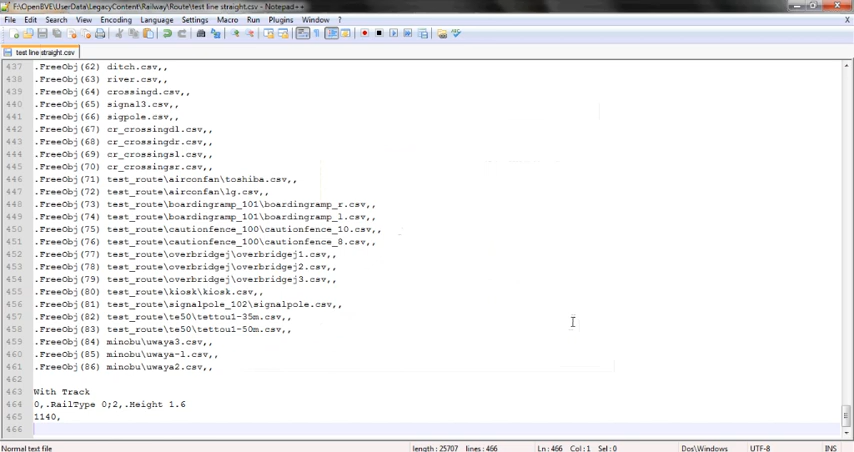 F:\OpenBVE\UserData\LegacyContent\Railway\Route\test line straight.csv - Notepad++
File Edit Search View Encoding Language Settings Macro Run Plugins Window ? X
test line straight.csv
437 .FreeObj(62) ditch.csv,,
438 .FreeObj(63) river.csv,,
439 .FreeObj(64) crossingd.csv,,
440 .FreeObj(65) signal3.csv,,
441 .FreeObj(66) sigpole.csv,,
442 .FreeObj(67) cr_crossingdl.csv,,
443 .FreeObj(68) cr_crossingdr.csv,,
444 .FreeObj(69) cr_crossingsl.csv,,
445 .FreeObj(70) cr_crossingsr.csv,,
446 .FreeObj(71) test_route\airconfan\toshiba.csv,,
447 .FreeObj(72) test_route\airconfan\lg.csv,,
448 .FreeObj(73) test_route\boardingramp_101\boardingramp_r.csv,,
449 .FreeObj(74) test_route\boardingramp_101\boardingramp_l.csv,,
450 .FreeObj(75) test_route\cautionfence_100\cautionfence_10.csv,,
451 .FreeObj(76) test_route\cautionfence_100\cautionfence_8.csv,,
452 .FreeObj(77) test_route\overbridgej\overbridgej1.csv,,
453 .FreeObj(78) test_route\overbridgej\overbridgej2.csv,,
454 .FreeObj(79) test_route\overbridgej\overbridgej3.csv,,
455 .FreeObj(80) test_route\kiosk\kiosk.csv,,
456 .FreeObj(81) test_route\signalpole_102\signalpole.csv,,
457 .FreeObj(82) test_route\te50\tettou1-35m.csv,,
458 .FreeObj(83) test_route\te50\tettou1-50m.csv,,
459 .FreeObj(84) minobu\uwaya3.csv,,
460 .FreeObj(85) minobu\uwaya-1.csv,,
461 .FreeObj(86) minobu\uwaya2.csv,,
462
463 With Track
464 0,.RailType 0;2,.Height 1.6
465 1140,
466
Normal text file length : 25707 lines : 466 Ln : 466 Col : 1 Sel : 0 Dos\Windows UTF-8 INS